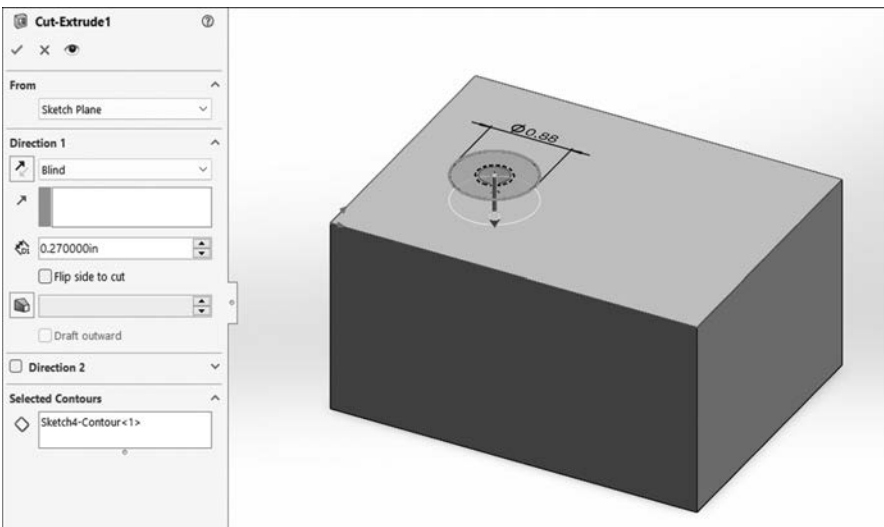 Cut-Extrude1
From
Sketch Plane
Direction 1
Blind
D1
0.270000in
Flip side to cut
Draft outward
Direction 2
Selected Contours
Sketch4-Contour<1>
Ø0.88